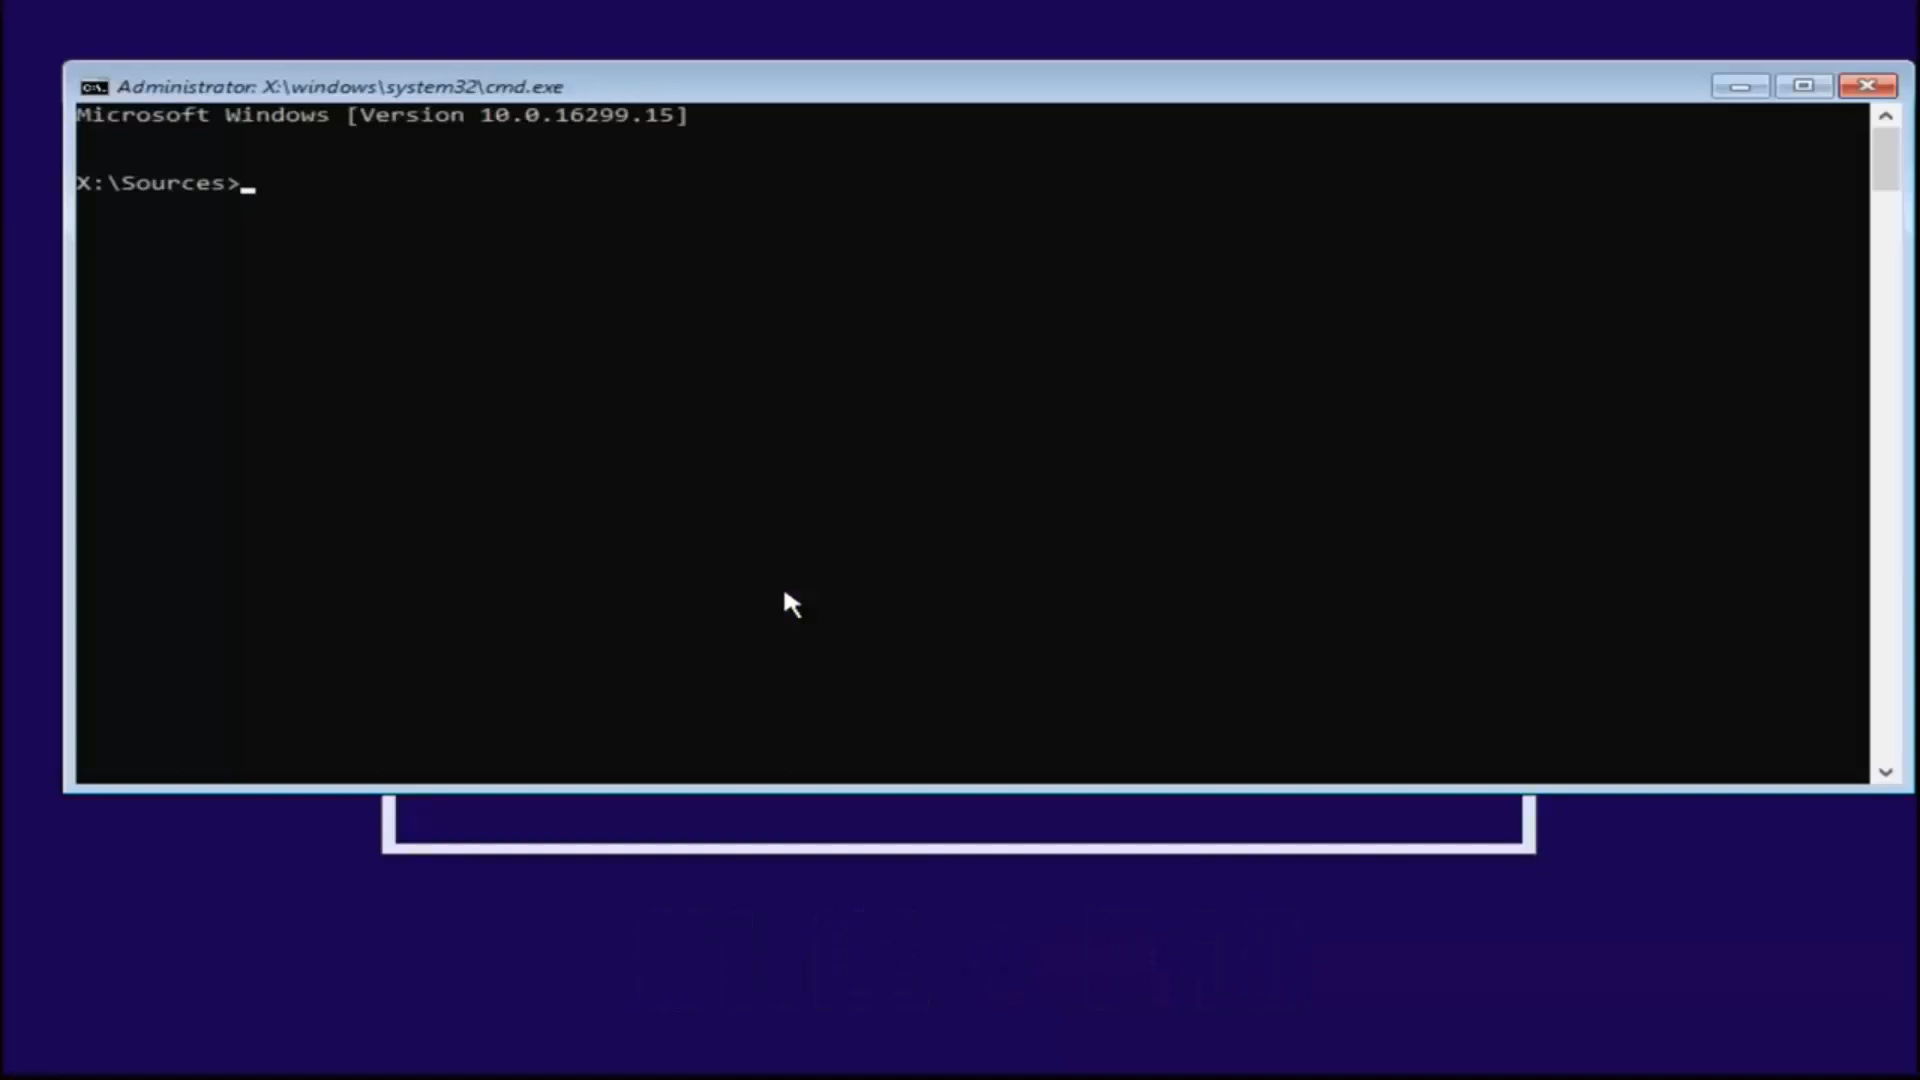 Administrator: X:\windows\system32\cmd.exe
Microsoft Windows [Version 10.0.16299.15]
X:\Sources>